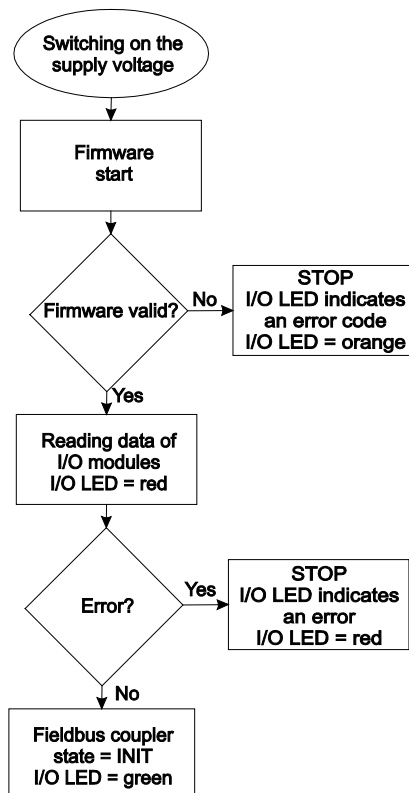 Switching on the
supply voltage
Firmware
start
Firmware valid?
No
STOP
I/O LED indicates
an error code
I/O LED = orange
Yes
Reading data of
I/O modules
I/O LED = red
Error?
Yes
STOP
I/O LED indicates
an error
I/O LED = red
No
Fieldbus coupler
state = INIT
I/O LED = green